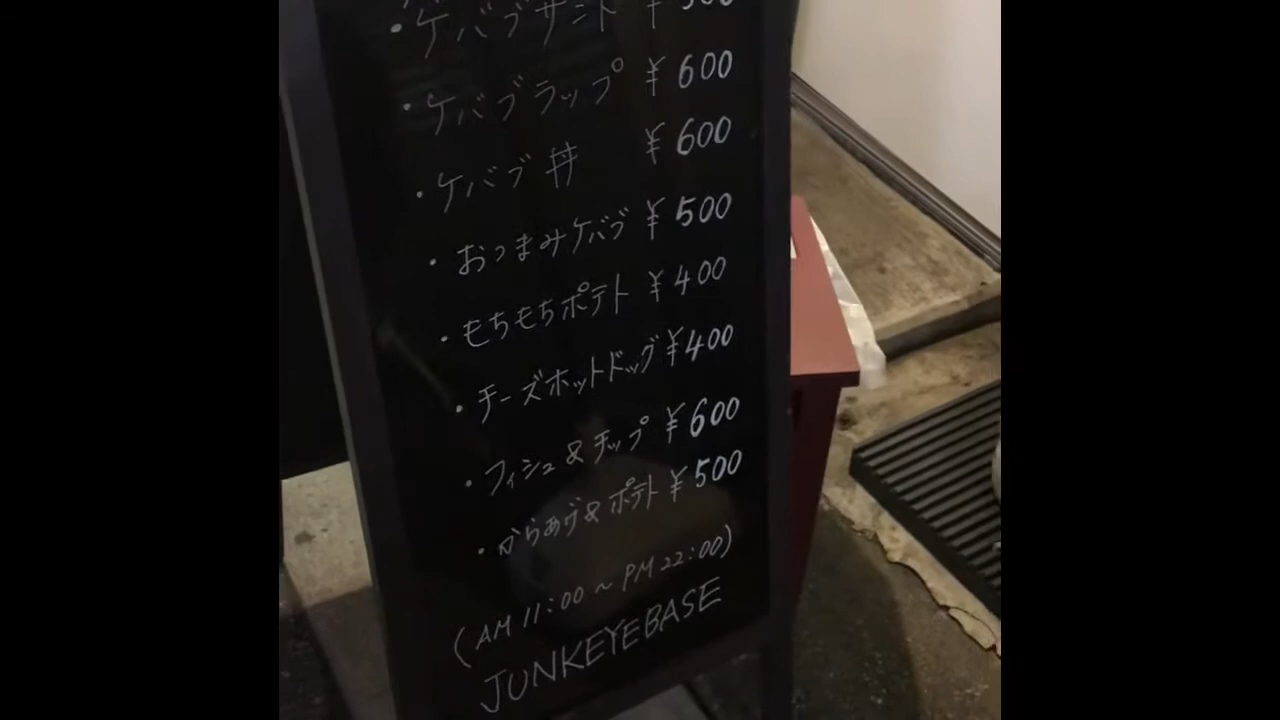 ・ケバブサンド ¥500
・ケバブラップ ¥600
・ケバブ丼 ¥600
・おつまみケバブ ¥500
・もちもちポテト ¥400
・チーズホットドッグ ¥400
・フィシュ&チップ ¥600
・からあげ&ポテト ¥500
(AM 11:00 ~ PM 22:00)
JUNKEYEBASE